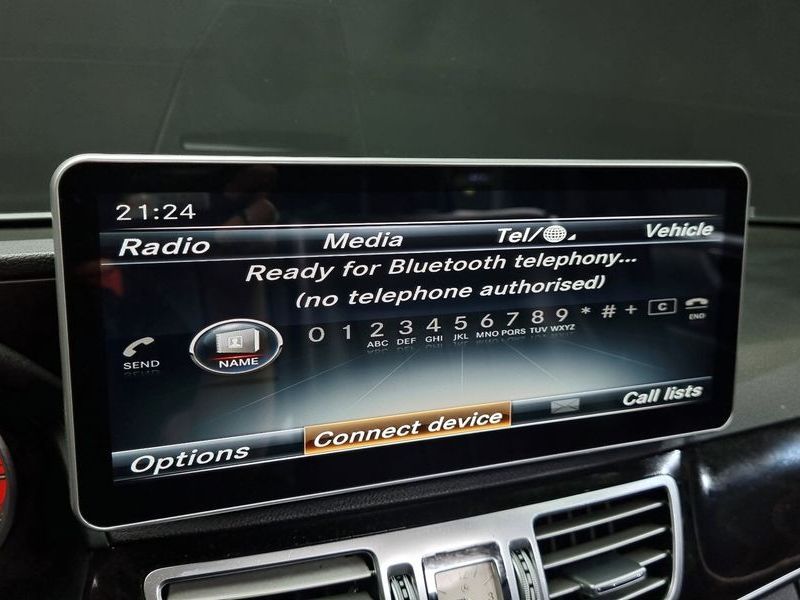 21:24
Radio Media Tel/ Vehicle
Ready for Bluetooth telephony...
(no telephone authorised)
SEND NAME 0 1 2 3 4 5 6 7 8 9 * # + C END
ABC DEF GHI JKL MNO PQRS TUV WXYZ
Options Connect device Call lists